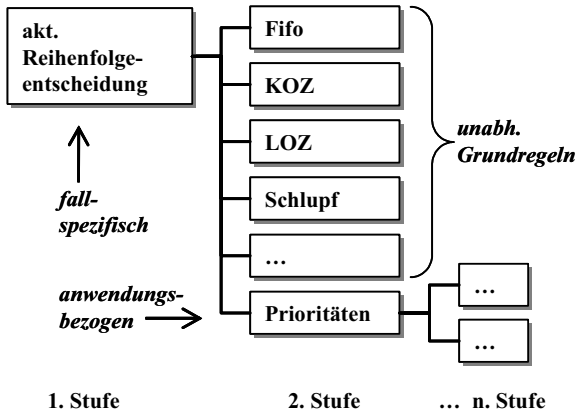 akt.
Reihenfolge-
entscheidung
Fifo
KOZ
LOZ
Schlupf
...
Prioritäten
...
...
unabh.
Grundregeln
fall-
spezifisch
anwendungs-
bezogen
1. Stufe
2. Stufe
... n. Stufe